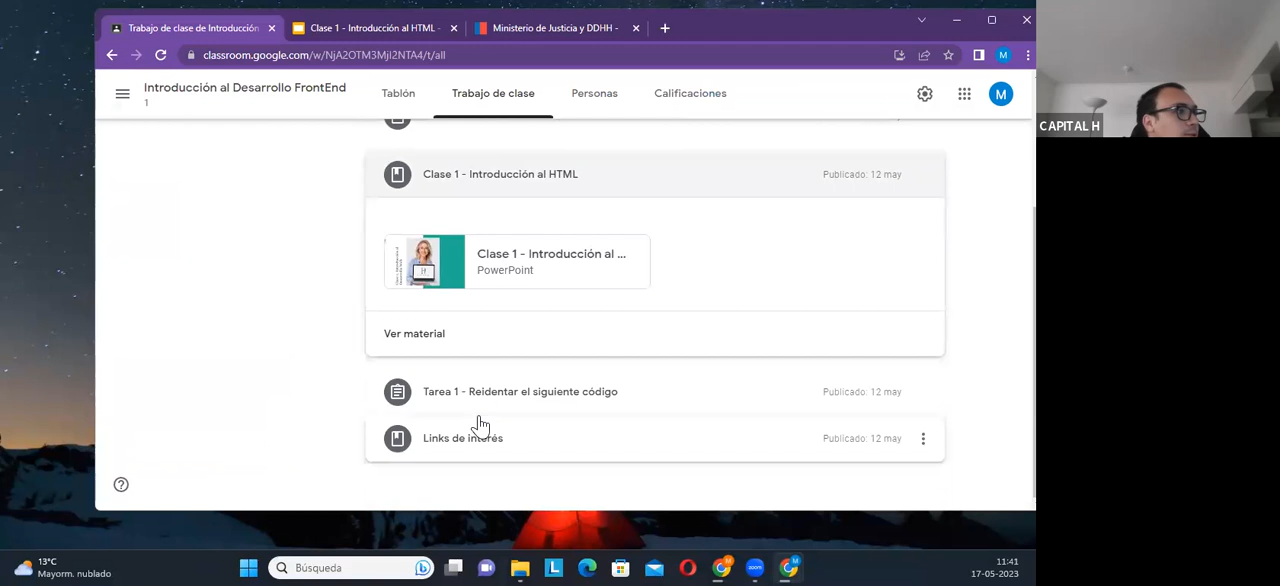 Trabajo de clase de Introducción
Clase 1 - Introducción al HTML -
Ministerio de Justicia y DDHH -
classroom.google.com/w/NjA2OTM3MjI2NTA4/t/all
M
Introducción al Desarrollo FrontEnd
1
Tablón
Trabajo de clase
Personas
Calificaciones
M
CAPITAL H
Clase 1 - Introducción al HTML
Publicado: 12 may
Clase 1 - Introducción al ...
PowerPoint
Ver material
Tarea 1 - Reidentar el siguiente código
Publicado: 12 may
Links de interés
Publicado: 12 may
13°C
Mayorm. nublado
Búsqueda
zoom
11:41
17-05-2023